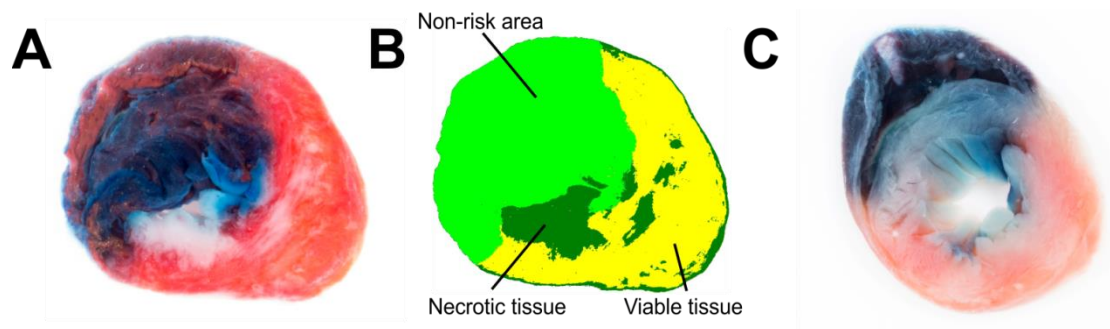 A
B
Non-risk area
C
Necrotic tissue
Viable tissue